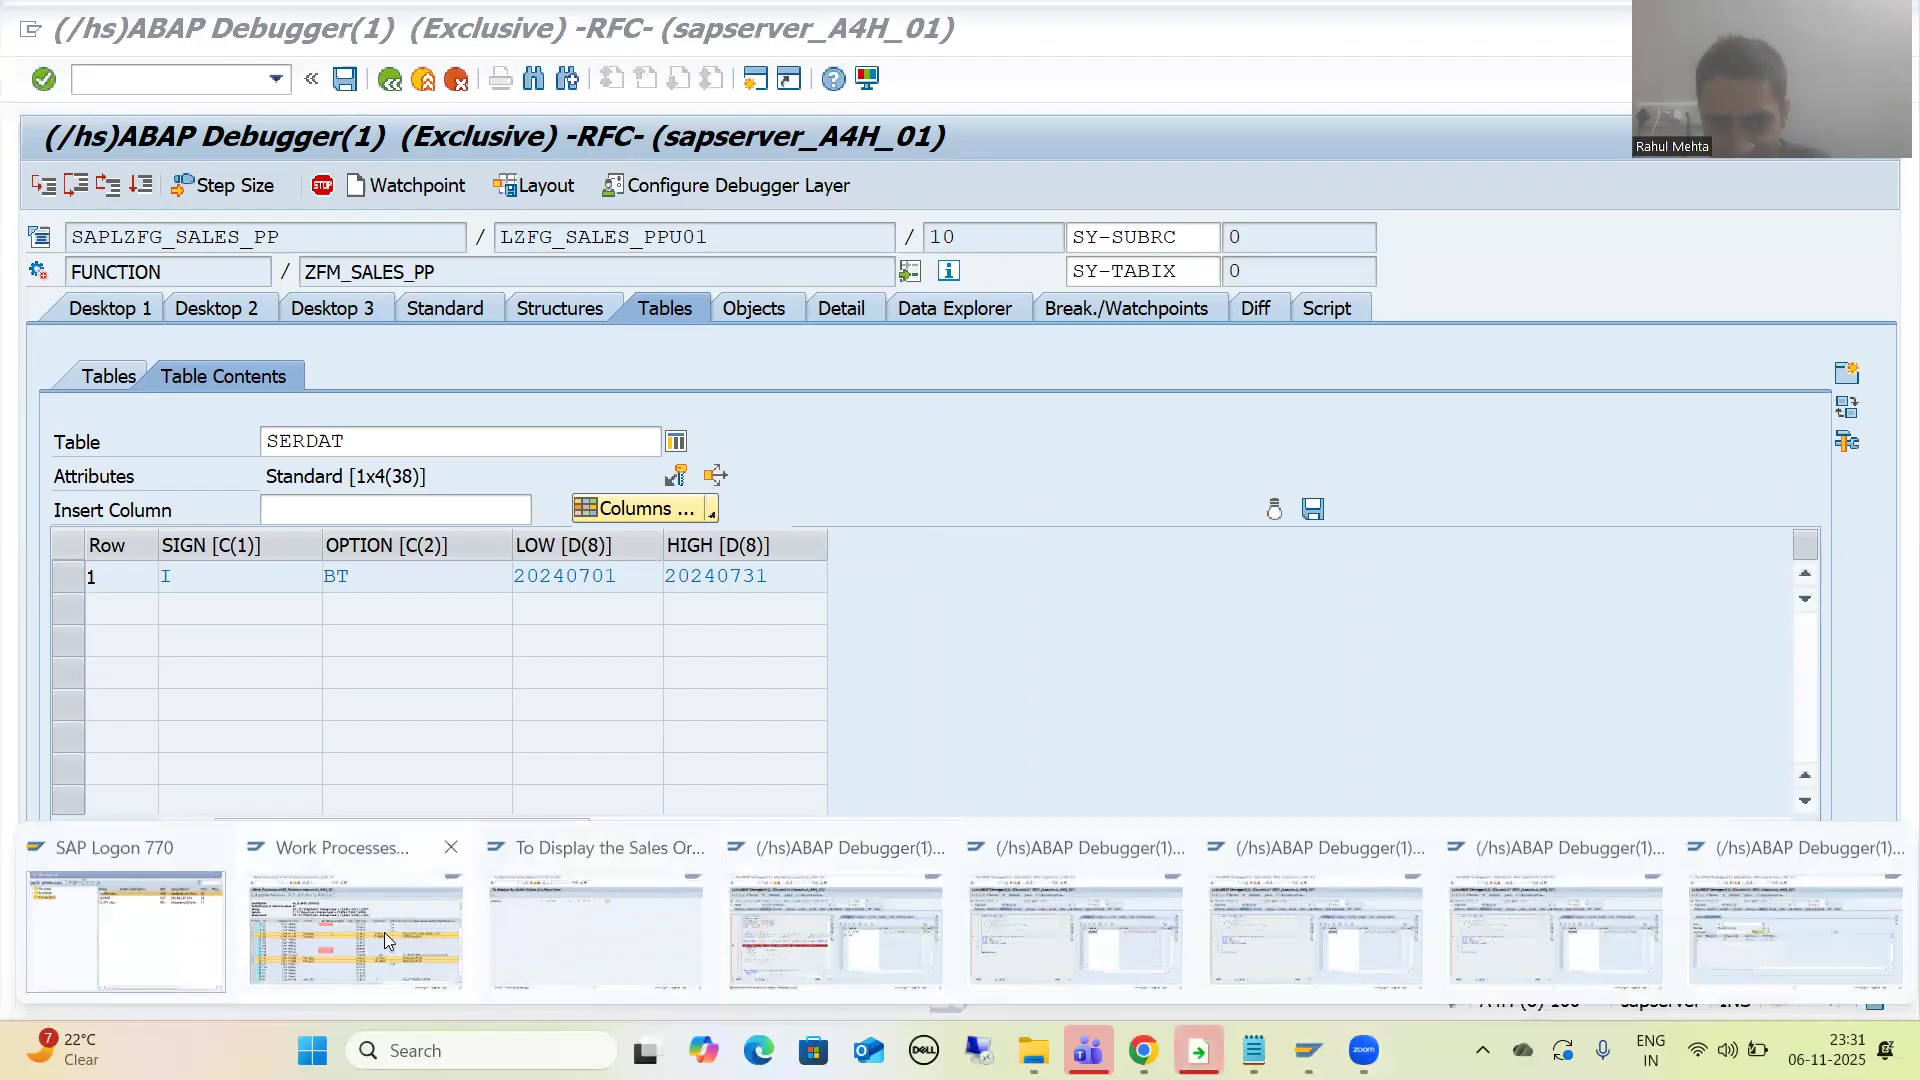 (/hs)ABAP Debugger(1) (Exclusive) -RFC- (sapserver_A4H_01)
Rahul Mehta
(/hs)ABAP Debugger(1) (Exclusive) -RFC- (sapserver_A4H_01)
Step Size STOP Watchpoint Layout Configure Debugger Layer
SAPLZFG_SALES_PP / LZFG_SALES_PPU01 / 10 SY-SUBRC 0
FUNCTION / ZFM_SALES_PP SY-TABIX 0
Desktop 1 Desktop 2 Desktop 3 Standard Structures Tables Objects Detail Data Explorer Break./Watchpoints Diff Script
Tables Table Contents
Table SERDAT
Attributes Standard [1x4(38)]
Insert Column Columns ...
Row SIGN [C(1)] OPTION [C(2)] LOW [D(8)] HIGH [D(8)]
1 I BT 20240701 20240731
SAP Logon 770 Work Processes... To Display the Sales Or... (/hs)ABAP Debugger(1)... (/hs)ABAP Debugger(1)... (/hs)ABAP Debugger(1)... (/hs)ABAP Debugger(1)... (/hs)ABAP Debugger(1)...
7 22°C
Clear
Search
DELL
zoom
ENG
IN
23:31
06-11-2025